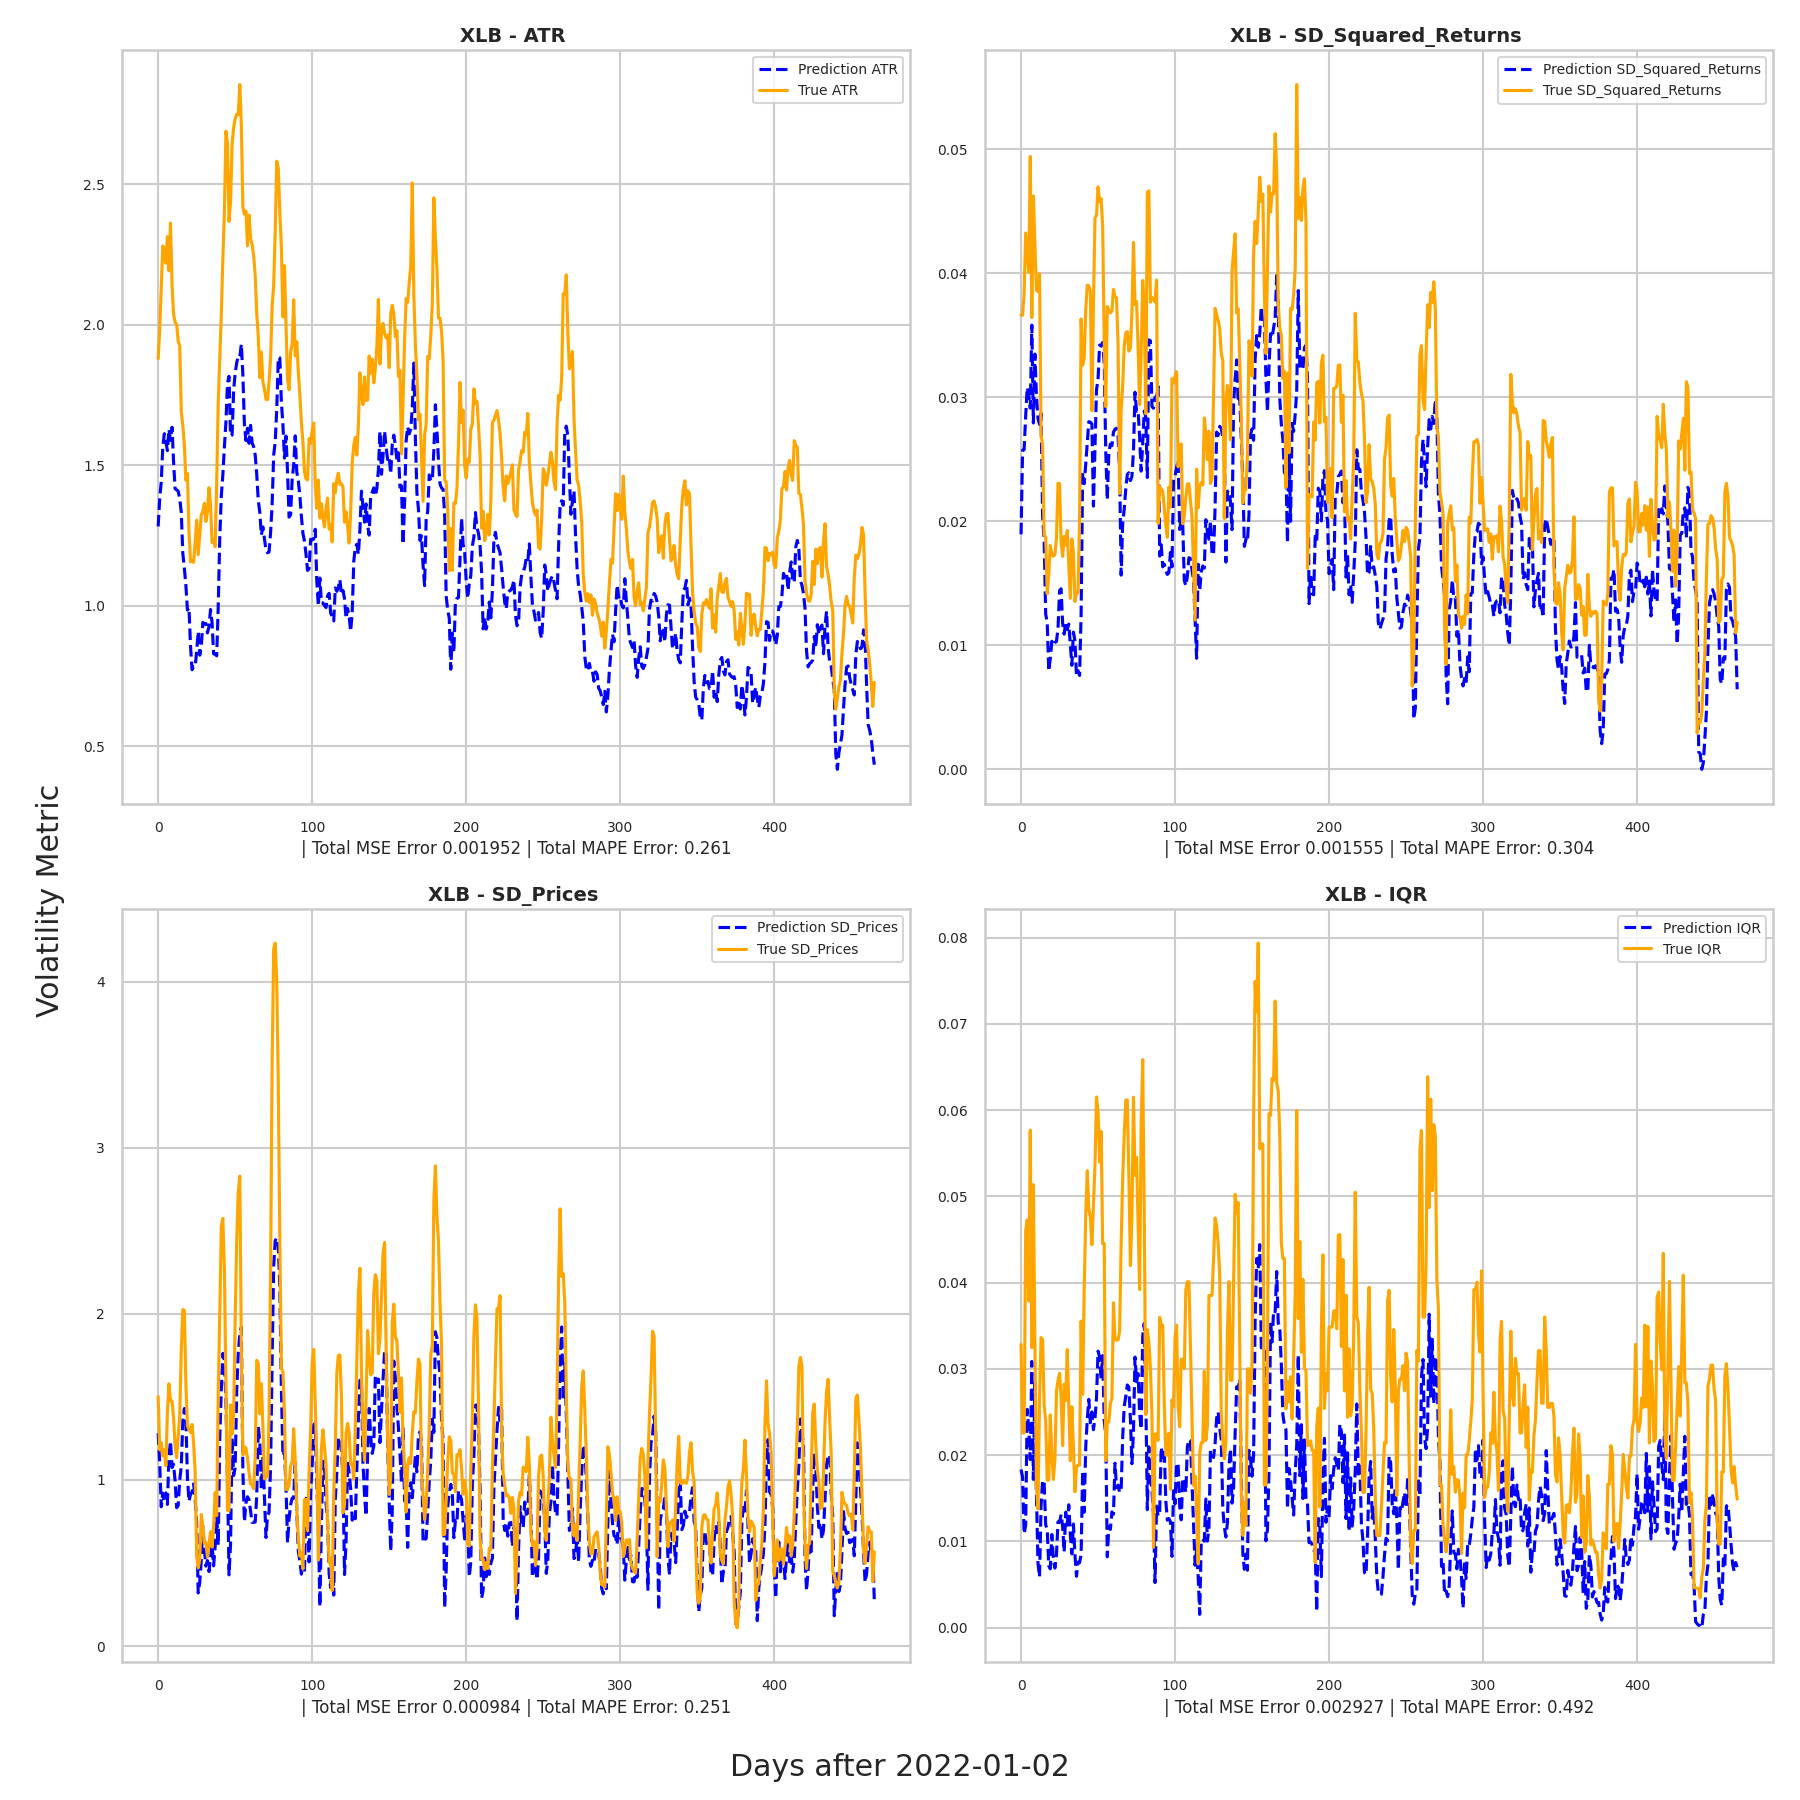 XLB - ATR
Prediction ATR
True ATR
2.5
2.0
1.5
1.0
0.5
0
100
200
300
400
| Total MSE Error 0.001952 | Total MAPE Error: 0.261
XLB - SD_Squared_Returns
Prediction SD_Squared_Returns
True SD_Squared_Returns
0.05
0.04
0.03
0.02
0.01
0.00
0
100
200
300
400
| Total MSE Error 0.001555 | Total MAPE Error: 0.304
Volatility Metric
XLB - SD_Prices
Prediction SD_Prices
True SD_Prices
4
3
2
1
0
0
100
200
300
400
| Total MSE Error 0.000984 | Total MAPE Error: 0.251
XLB - IQR
Prediction IQR
True IQR
0.08
0.07
0.06
0.05
0.04
0.03
0.02
0.01
0.00
0
100
200
300
400
| Total MSE Error 0.002927 | Total MAPE Error: 0.492
Days after 2022-01-02